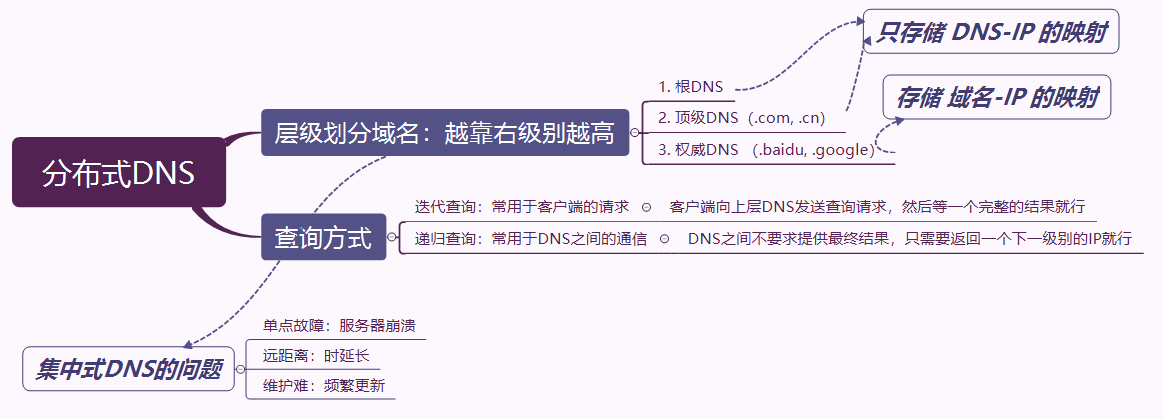 分布式DNS
层级划分域名：越靠右级别越高
1. 根DNS
只存储 DNS-IP 的映射
2. 顶级DNS（.com, .cn）
3. 权威DNS （.baidu, .google）
存储 域名-IP 的映射
查询方式
迭代查询：常用于客户端的请求
客户端向上层DNS发送查询请求，然后等一个完整的结果就行
递归查询：常用于DNS之间的通信
DNS之间不要求提供最终结果，只需要返回一个下一级别的IP就行
集中式DNS的问题
单点故障：服务器崩溃
远距离：时延长
维护难：频繁更新